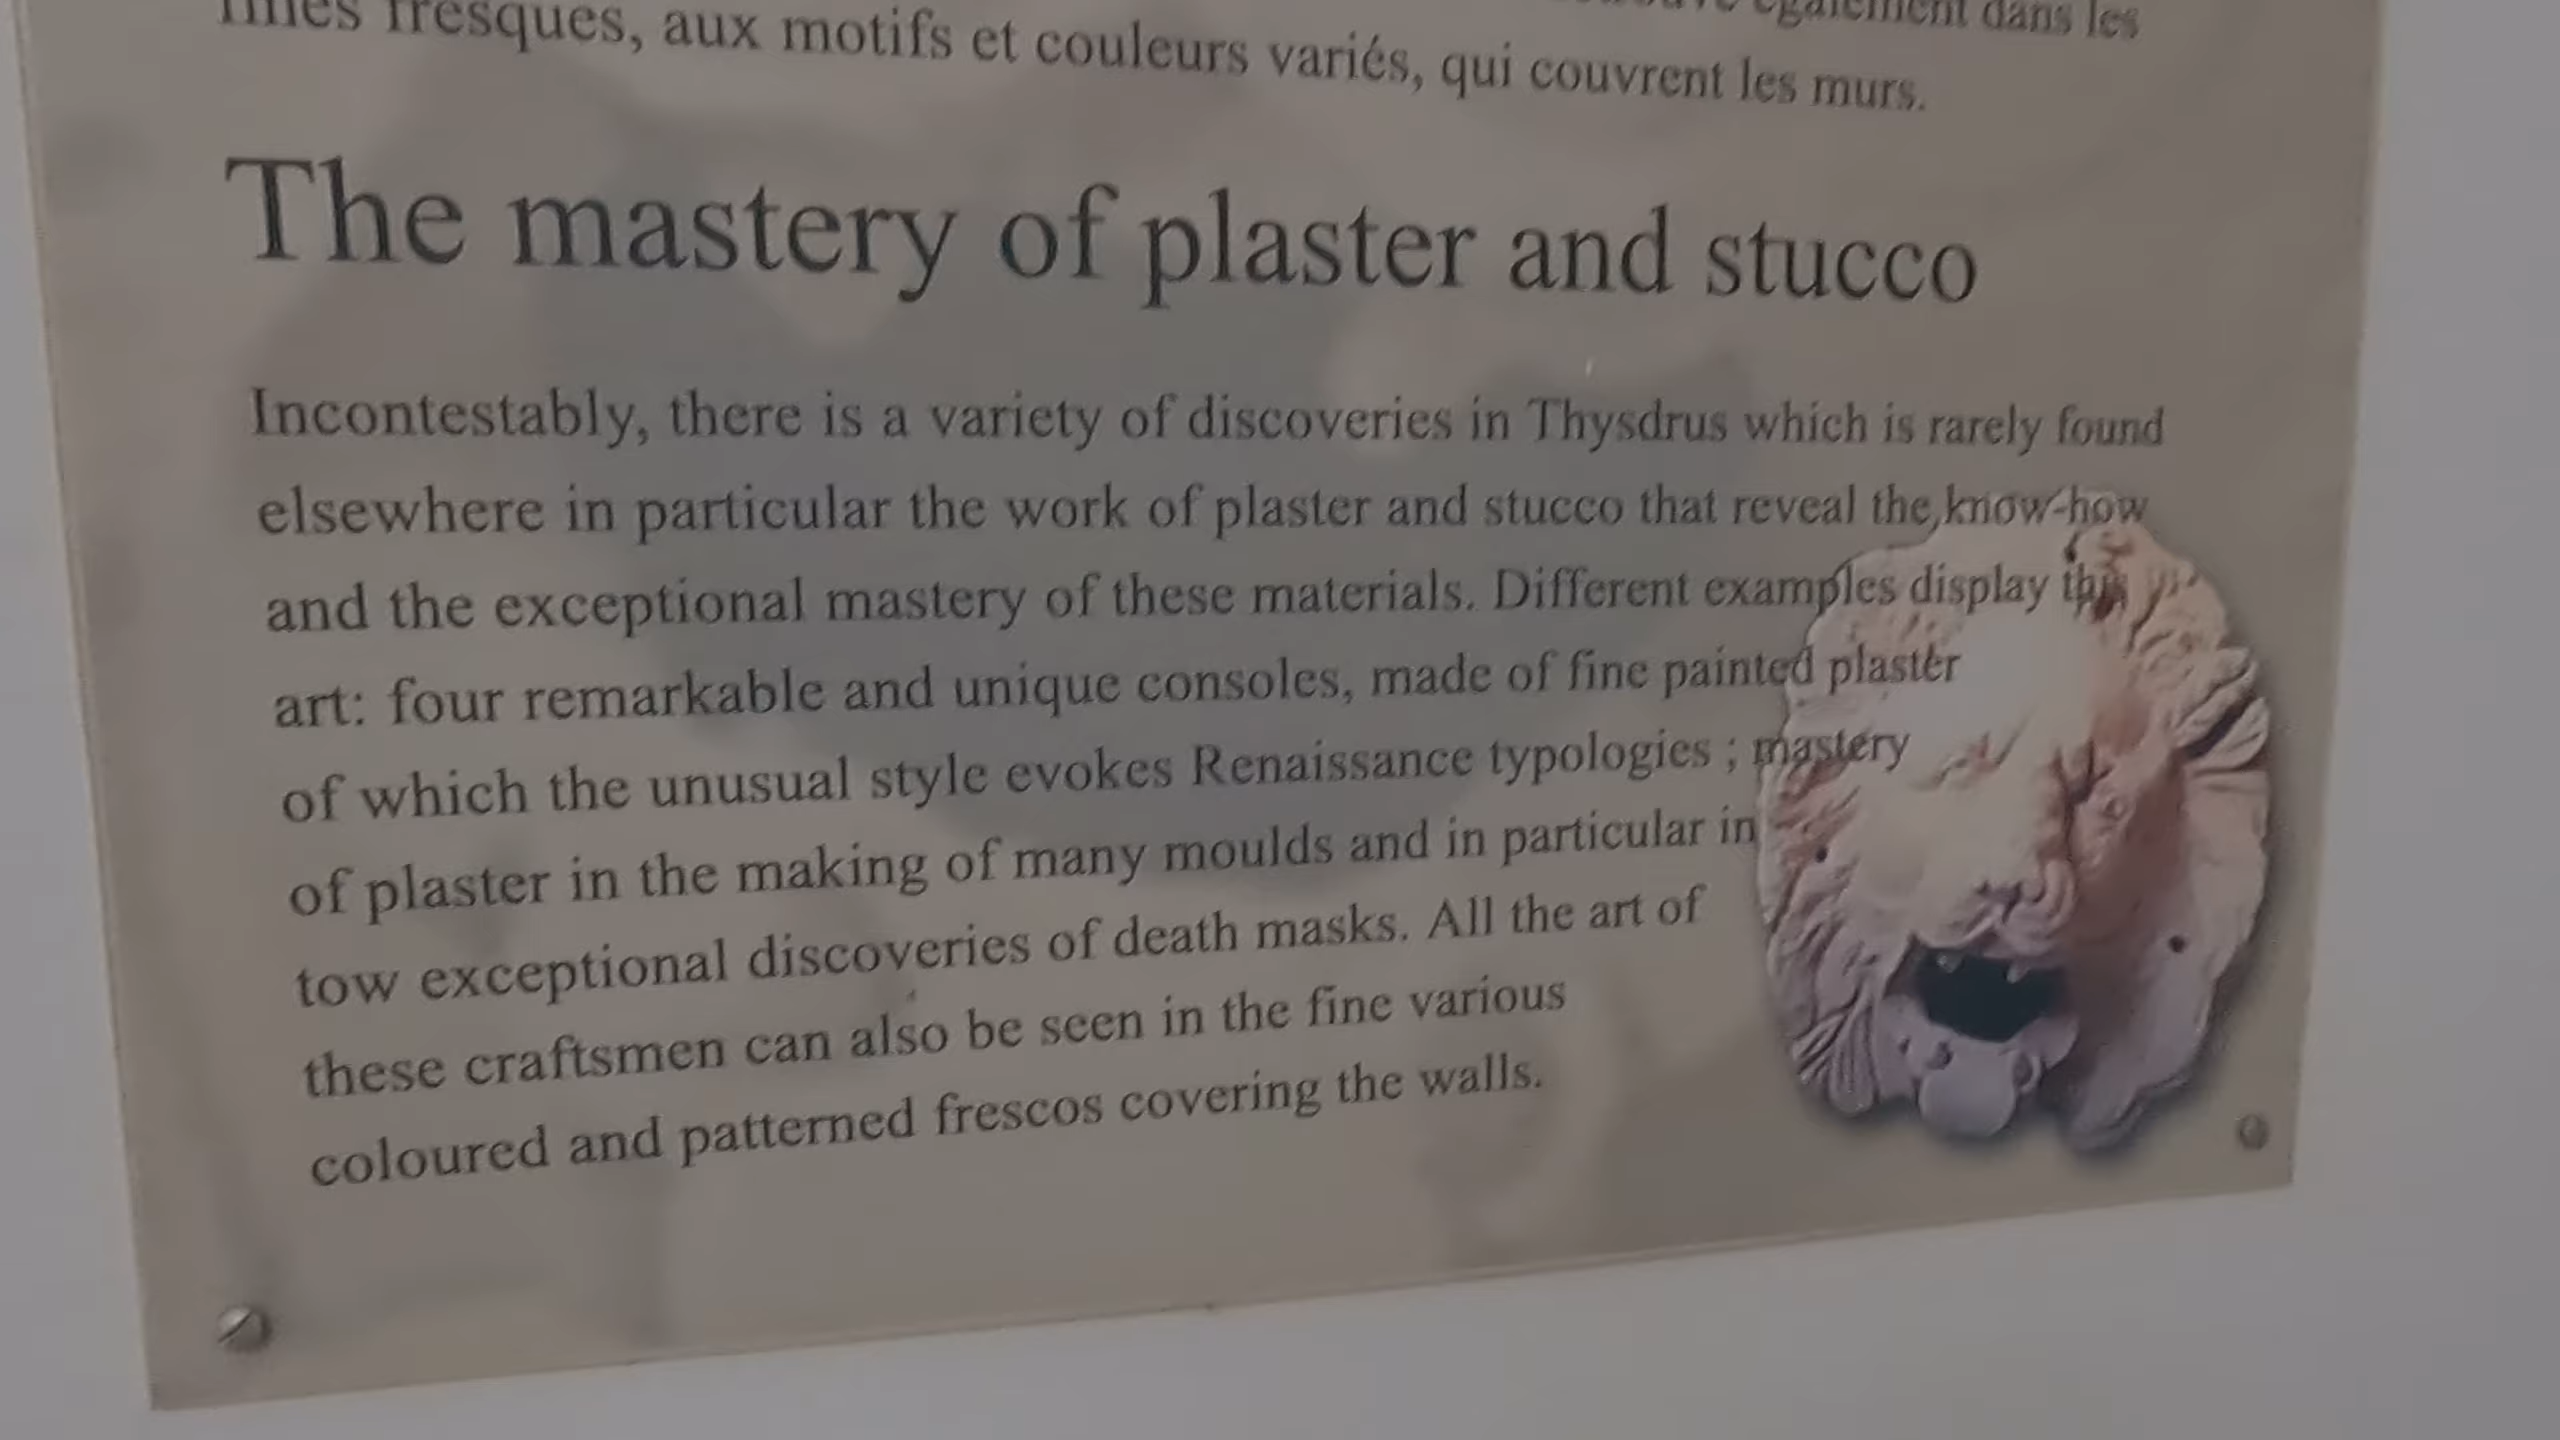 fines fresques, aux motifs et couleurs variés, qui couvrent les murs.
également dans les
The mastery of plaster and stucco
Incontestably, there is a variety of discoveries in Thysdrus which is rarely found
elsewhere in particular the work of plaster and stucco that reveal the know-how
and the exceptional mastery of these materials. Different examples display this
art: four remarkable and unique consoles, made of fine painted plaster
of which the unusual style evokes Renaissance typologies ; mastery
of plaster in the making of many moulds and in particular in
tow exceptional discoveries of death masks. All the art of
these craftsmen can also be seen in the fine various
coloured and patterned frescos covering the walls.